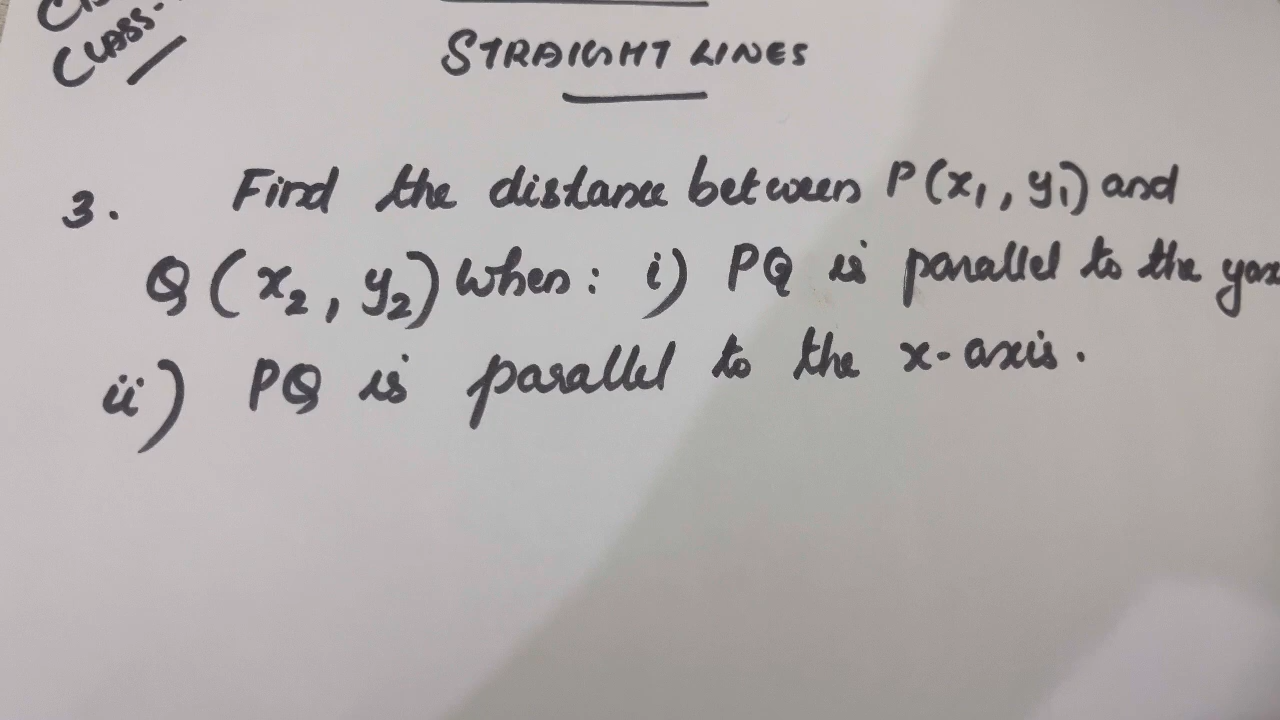 CLASS-
STRAIGHT LINES
3. Find the distance between P(x₁, y₁) and
Q(x₂, y₂) when: i) PQ is parallel to the
ii) PQ is parallel to the x-axis.